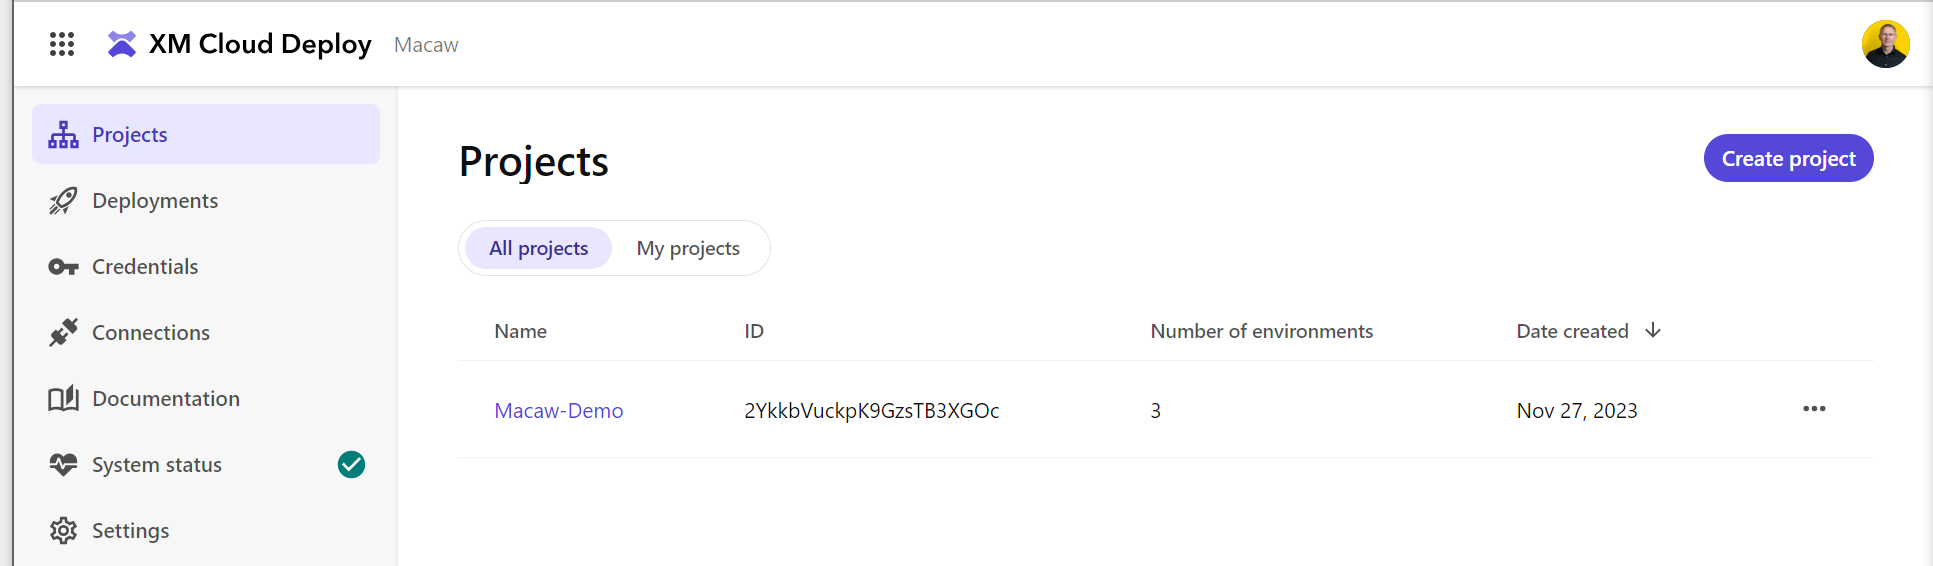 XM Cloud Deploy Macaw
Projects
Deployments
Credentials
Connections
Documentation
System status
Settings
Projects
Create project
All projects My projects
Name ID Number of environments Date created
Macaw-Demo 2YkkbVuckpK9GzsTB3XGOc 3 Nov 27, 2023